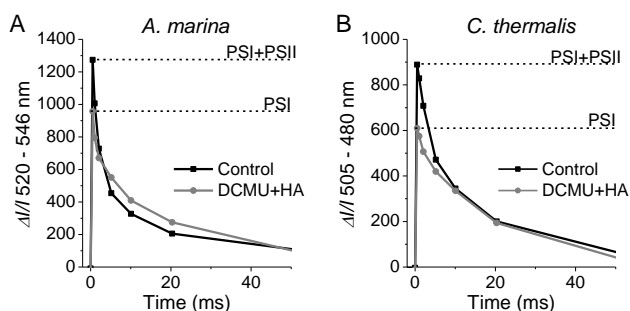 A
A. marina
ΔI/I 520 - 546 nm
1400
1200
1000
800
600
400
200
0
PSI+PSII
PSI
Control
DCMU+HA
0
20
40
Time (ms)
B
C. thermalis
ΔI/I 505 - 480 nm
1000
800
600
400
200
0
PSI+PSII
PSI
Control
DCMU+HA
0
20
40
Time (ms)